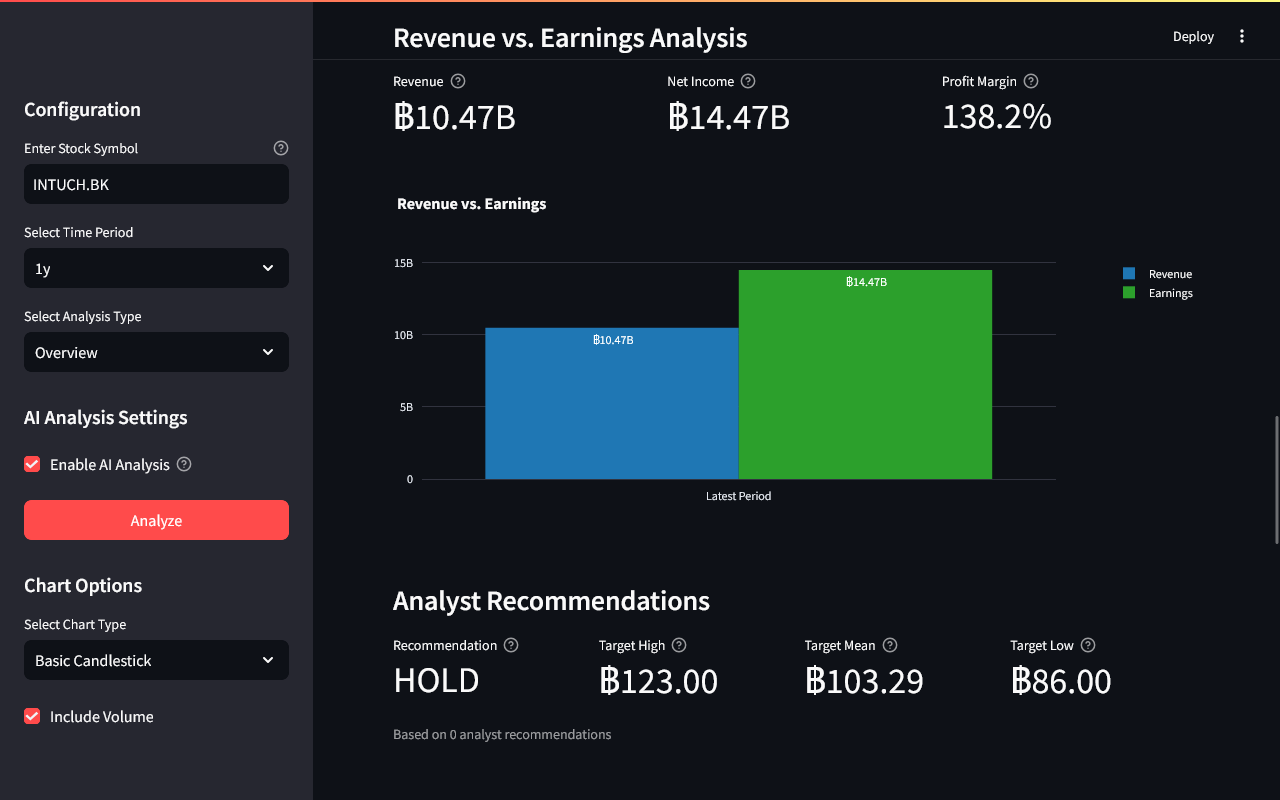 Configuration
Enter Stock Symbol
INTUCH.BK
Select Time Period
1y
Select Analysis Type
Overview
AI Analysis Settings
Enable AI Analysis
Analyze
Chart Options
Select Chart Type
Basic Candlestick
Include Volume
Revenue vs. Earnings Analysis
Deploy
Revenue
Net Income
Profit Margin
฿10.47B
฿14.47B
138.2%
Revenue vs. Earnings
15B
10B
5B
0
฿10.47B
฿14.47B
Latest Period
Revenue
Earnings
Analyst Recommendations
Recommendation
Target High
Target Mean
Target Low
HOLD
฿123.00
฿103.29
฿86.00
Based on 0 analyst recommendations